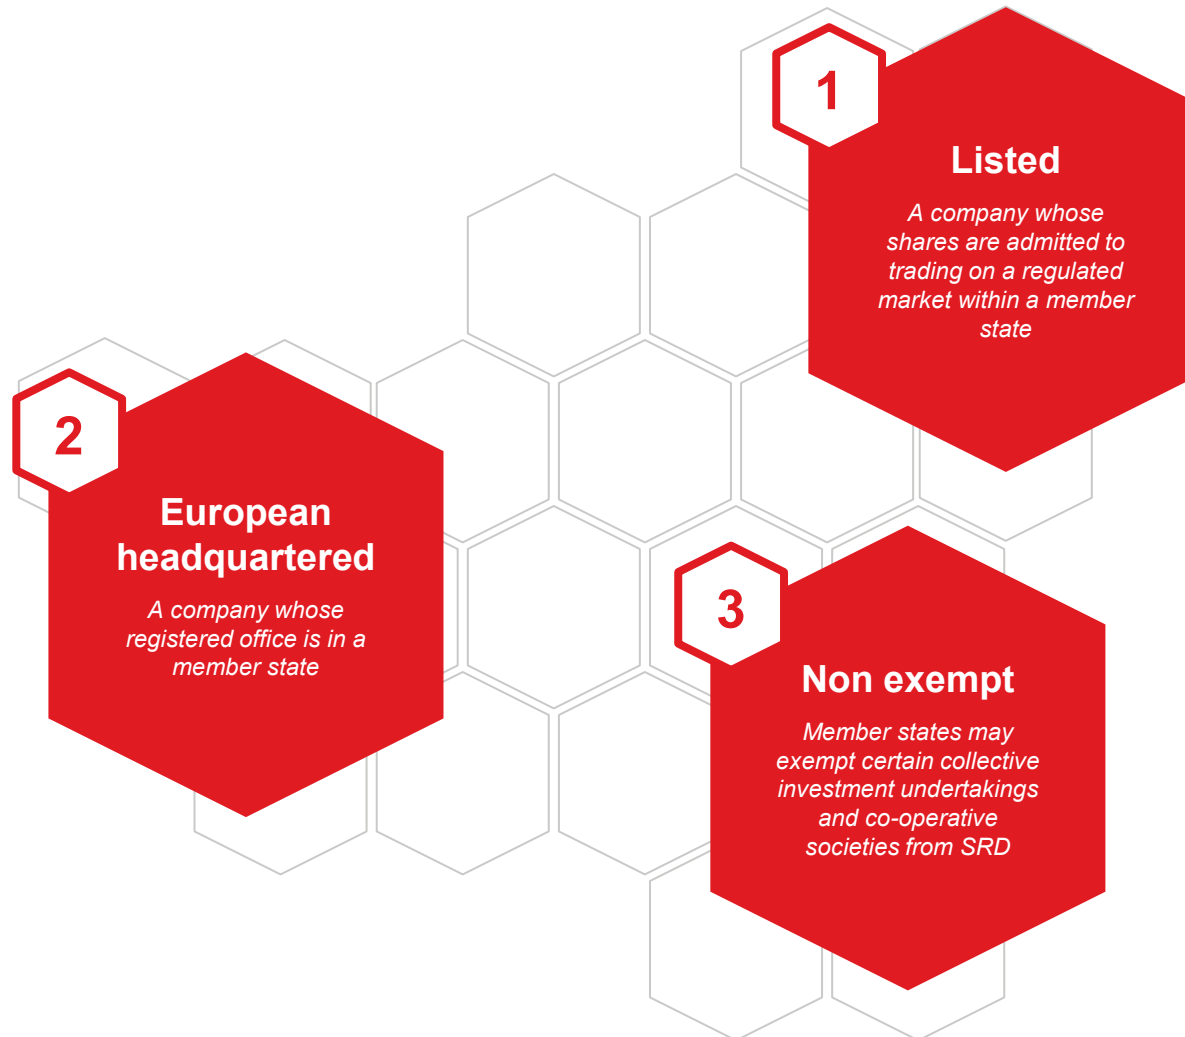 1
Listed
A company whose
shares are admitted to
trading on a regulated
market within a member
state
2
European
headquartered
A company whose
registered office is in a
member state
3
Non exempt
Member states may
exempt certain collective
investment undertakings
and co-operative
societies from SRD